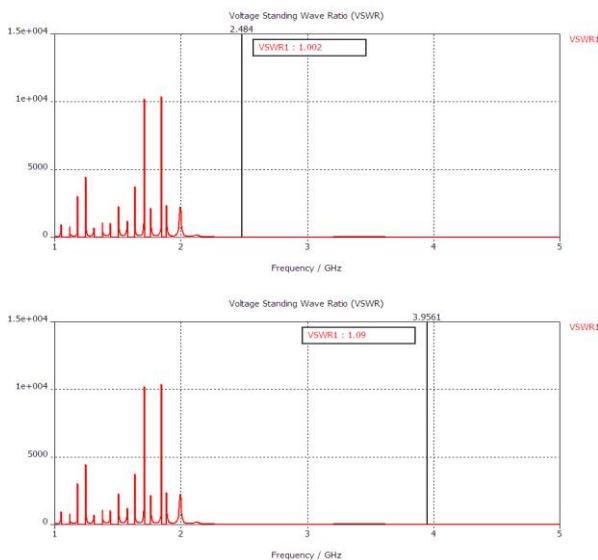 Voltage Standing Wave Ratio (VSWR)
2.484
1.5e+004
VSWR1
VSWR1 : 1.002
1e+004
5000
0
1 2 3 4 5
Frequency / GHz
Voltage Standing Wave Ratio (VSWR)
3.9561
1.5e+004
VSWR1
VSWR1 : 1.09
1e+004
5000
0
1 2 3 4 5
Frequency / GHz